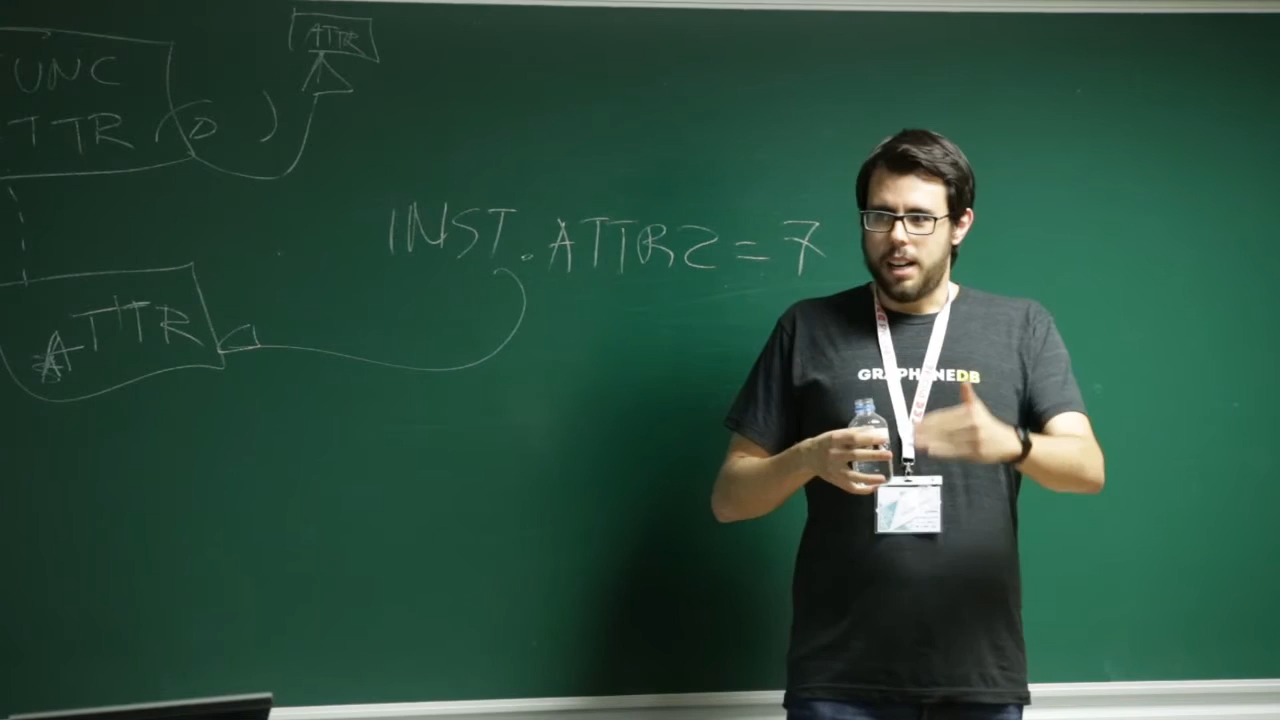 ATTR
UNC
TTR ( )
INST.ATTR2=7
ATTR
GRAPHENEDB